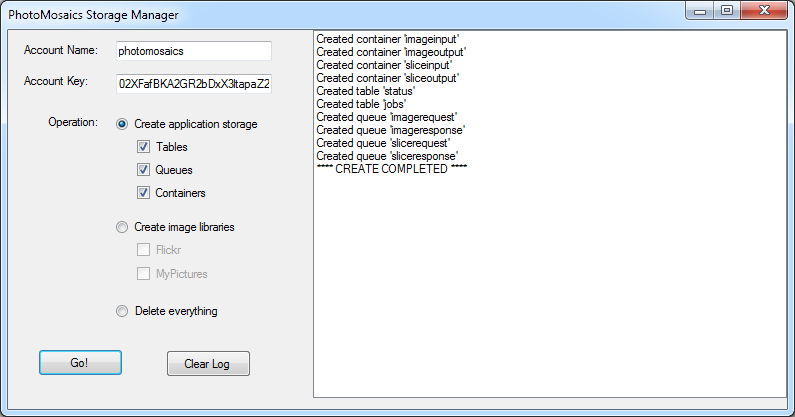 PhotoMosaics Storage Manager
Account Name: photomosaics
Account Key: 02XFafBKA2GR2bDxX3ItapaZ2
Operation: Create application storage
Tables
Queues
Containers
Create image libraries
Flickr
MyPictures
Delete everything
Go! Clear Log
Created container 'imageinput'
Created container 'imageoutput'
Created container 'sliceinput'
Created container 'sliceoutput'
Created table 'status'
Created table 'jobs'
Created queue 'imagerequest'
Created queue 'imageresponse'
Created queue 'slicerequest'
Created queue 'sliceresponse'
**** CREATE COMPLETED ****